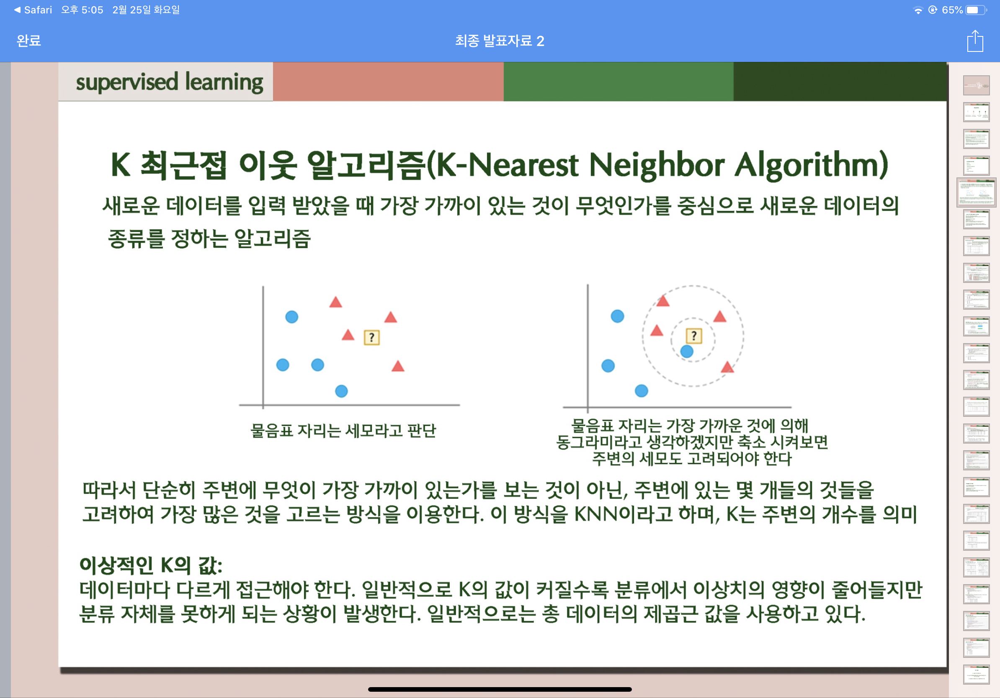 Safari 오후 5:05 2월 25일 화요일 65%
완료 최종 발표자료 2
supervised learning
K 최근접 이웃 알고리즘(K-Nearest Neighbor Algorithm)
새로운 데이터를 입력 받았을 때 가장 가까이 있는 것이 무엇인가를 중심으로 새로운 데이터의
종류를 정하는 알고리즘
?
?
물음표 자리는 세모라고 판단
물음표 자리는 가장 가까운 것에 의해
동그라미라고 생각하겠지만 축소 시켜보면
주변의 세모도 고려되어야 한다
따라서 단순히 주변에 무엇이 가장 가까이 있는가를 보는 것이 아닌, 주변에 있는 몇 개들의 것들을
고려하여 가장 많은 것을 고르는 방식을 이용한다. 이 방식을 KNN이라고 하며, K는 주변의 개수를 의미
이상적인 K의 값:
데이터마다 다르게 접근해야 한다. 일반적으로 K의 값이 커질수록 분류에서 이상치의 영향이 줄어들지만
분류 자체를 못하게 되는 상황이 발생한다. 일반적으로는 총 데이터의 제곱근 값을 사용하고 있다.